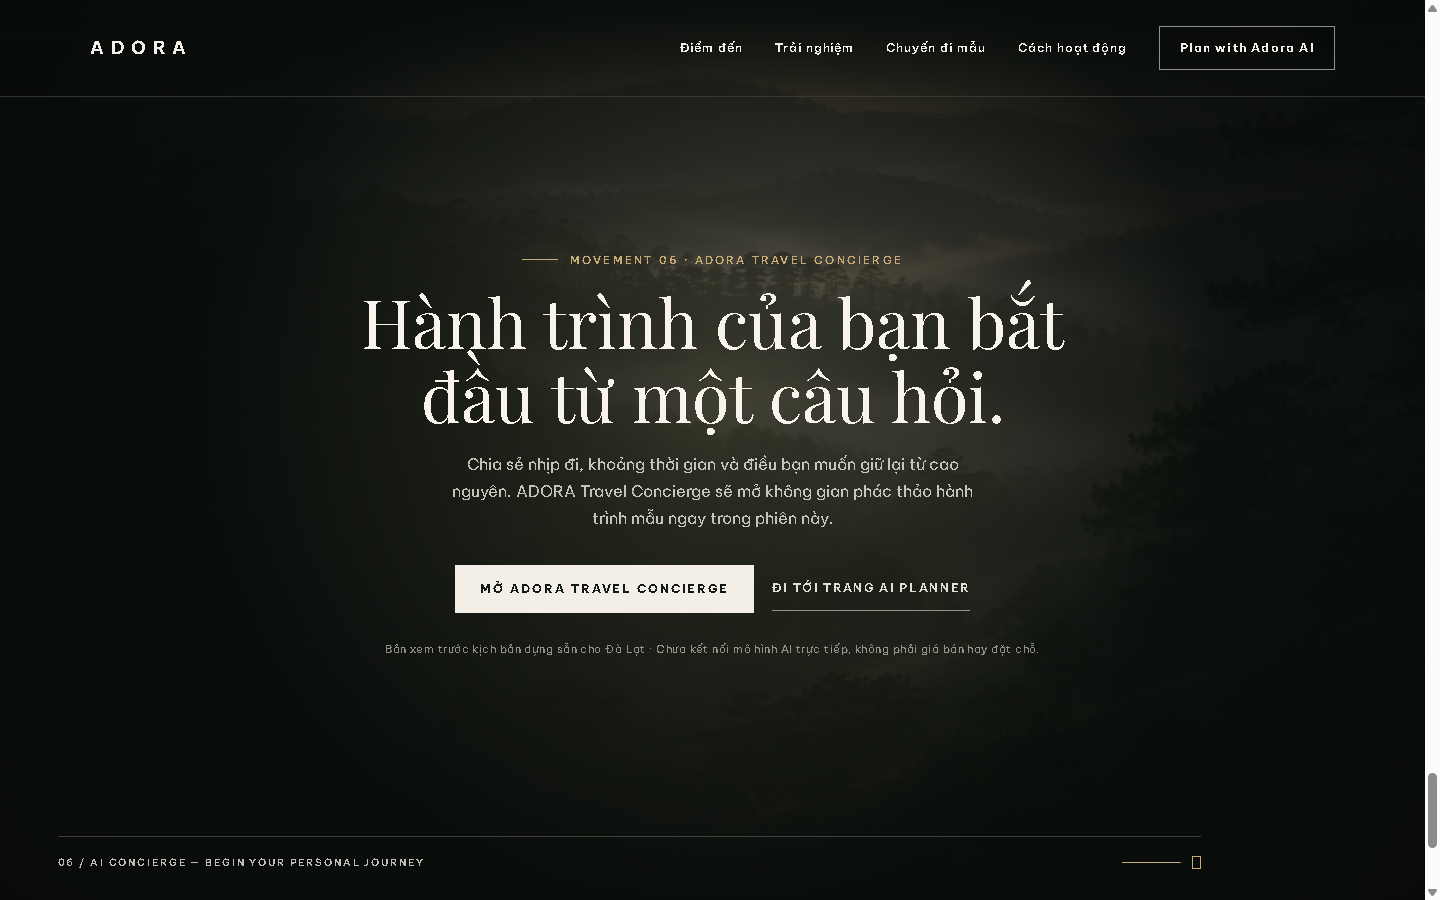 ADORA
Điểm đến
Trải nghiệm
Chuyến đi mẫu
Cách hoạt động
Plan with Adora AI
MOVEMENT 06 · ADORA TRAVEL CONCIERGE
Hành trình của bạn bắt
đầu từ một câu hỏi.
Chia sẻ nhịp đi, khoảng thời gian và điều bạn muốn giữ lại từ cao
nguyên. ADORA Travel Concierge sẽ mở không gian phác thảo hành
trình mẫu ngay trong phiên này.
MỞ ADORA TRAVEL CONCIERGE
ĐI TỚI TRANG AI PLANNER
Bản xem trước kịch bản dựng sẵn cho Đà Lạt · Chưa kết nối mô hình AI trực tiếp, không phải giá bán hay đặt chỗ.
06 / AI CONCIERGE — BEGIN YOUR PERSONAL JOURNEY